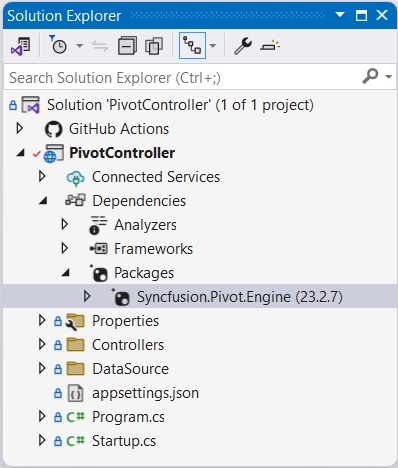 Solution Explorer
Search Solution Explorer (Ctrl+;)
Solution 'PivotController' (1 of 1 project)
GitHub Actions
PivotController
Connected Services
Dependencies
Analyzers
Frameworks
Packages
Syncfusion.Pivot.Engine (23.2.7)
Properties
Controllers
DataSource
appsettings.json
C# Program.cs
C# Startup.cs